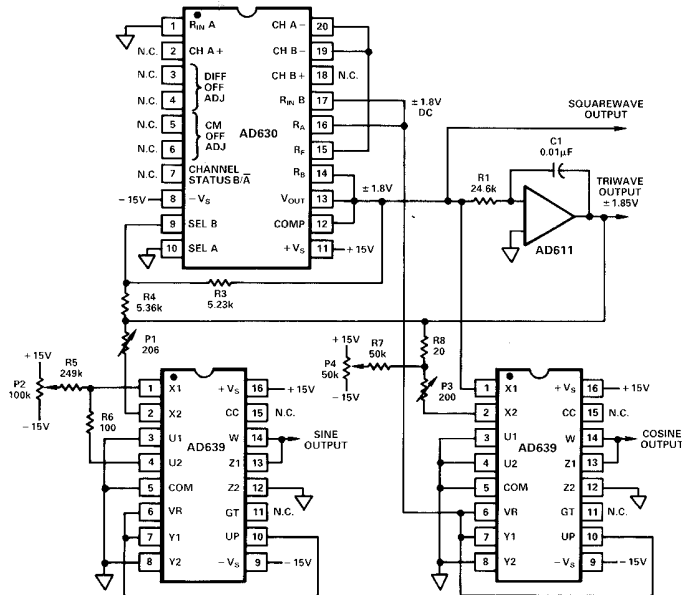 1 RIN A CH A− 20
N.C. 2 CH A+ CH B− 19
N.C. 3 DIFF OFF ADJ CH B+ 18 N.C.
N.C. 4 RIN B 17 ± 1.8V DC
N.C. 5 CM OFF ADJ RA 16
N.C. 6 RF 15
AD630
N.C. 7 CHANNEL STATUS B/A̅ RB 14
−15V 8 −VS VOUT 13 ± 1.8V
9 SEL B COMP 12
10 SEL A +VS 11 +15V
SQUAREWAVE
OUTPUT
C1
0.01µF
R1
24.6k
TRIWAVE
OUTPUT
± 1.85V
AD611
R3
5.23k
R4
5.36k
P1
206
+15V
P2
100k
−15V
R5
249k
R6
100
+15V
P4
50k
−15V
R7
50k
R8
20
P3
200
1 X1 +VS 16 +15V
2 X2 CC 15 N.C.
3 U1 W 14
AD639
4 U2 Z1 13
5 COM Z2 12
6 VR GT 11 N.C.
7 Y1 UP 10
8 Y2 −VS 9 −15V
SINE
OUTPUT
1 X1 +VS 16 +15V
2 X2 CC 15 N.C.
3 U1 W 14
AD639
4 U2 Z1 13
5 COM Z2 12
6 VR GT 11 N.C.
7 Y1 UP 10
8 Y2 −VS 9 −15V
COSINE
OUTPUT